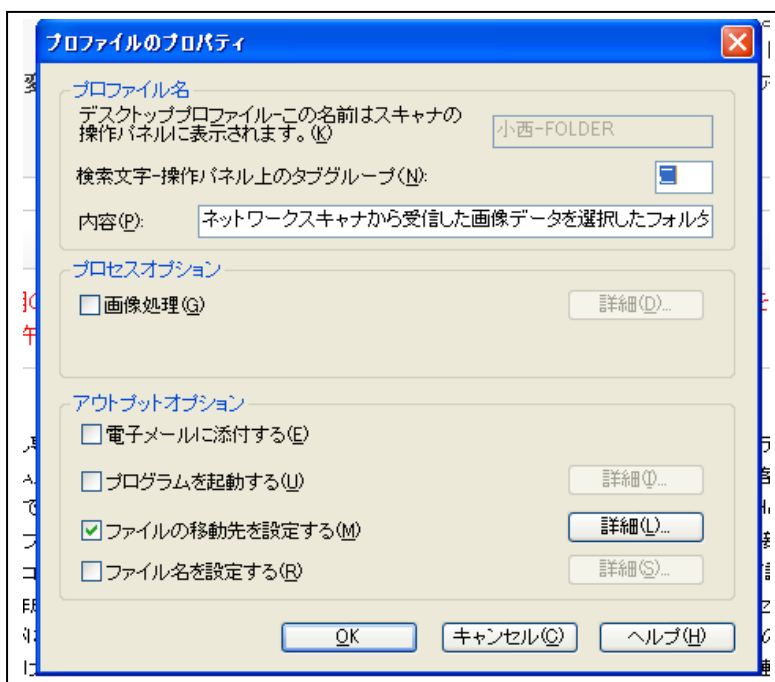 プロファイルのプロパティ
プロファイル名
デスクトッププロファイル-この名前はスキャナの
操作パネルに表示されます。(K)
小西-FOLDER
検索文字-操作パネル上のタブグループ(N):
内容(P):
ネットワークスキャナから受信した画像データを選択したフォルダ
プロセスオプション
画像処理(G)
詳細(D)...
アウトプットオプション
電子メールに添付する(E)
プログラムを起動する(U)
詳細(I)...
ファイルの移動先を設定する(M)
詳細(L)...
ファイル名を設定する(R)
詳細(S)...
OK
キャンセル(C)
ヘルプ(H)